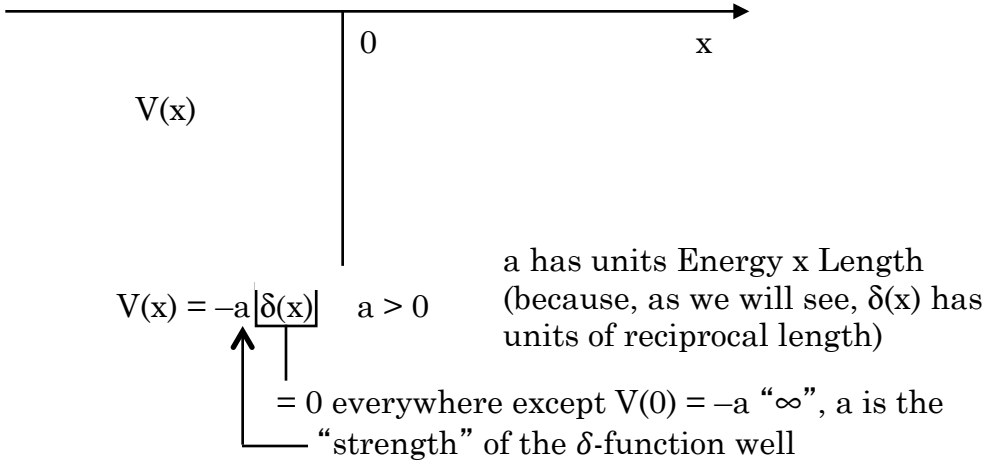 0 x
V(x)
a has units Energy x Length
(because, as we will see, δ(x) has
units of reciprocal length)
V(x) = –a δ(x) a > 0
= 0 everywhere except V(0) = –a “∞”, a is the
“strength” of the δ-function well